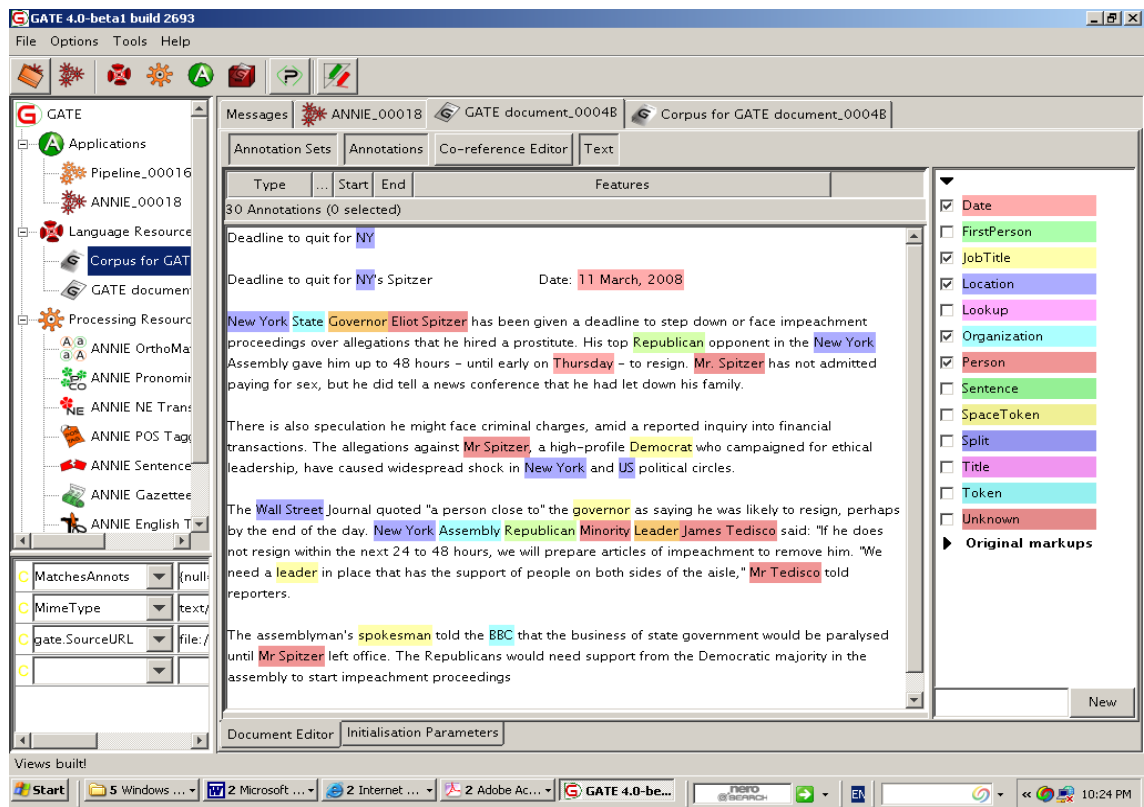 GATE 4.0-beta1 build 2693
File Options Tools Help
GATE
Applications
Pipeline_00016
ANNIE_00018
Language Resource
Corpus for GAT
GATE documen
Processing Resourc
ANNIE OrthoMa
ANNIE Pronomin
ANNIE NE Trans
ANNIE POS Tag
ANNIE Sentence
ANNIE Gazettee
ANNIE English T
C MatchesAnnots {null=
C MimeType text/
C gate.SourceURL file:/
C
Messages ANNIE_00018 GATE document_0004B Corpus for GATE document_0004B
Annotation Sets Annotations Co-reference Editor Text
Type ... Start End Features
30 Annotations (0 selected)
Deadline to quit for NY
Deadline to quit for NY's Spitzer Date: 11 March, 2008
New York State Governor Eliot Spitzer has been given a deadline to step down or face impeachment
proceedings over allegations that he hired a prostitute. His top Republican opponent in the New York
Assembly gave him up to 48 hours - until early on Thursday - to resign. Mr. Spitzer has not admitted
paying for sex, but he did tell a news conference that he had let down his family.
There is also speculation he might face criminal charges, amid a reported inquiry into financial
transactions. The allegations against Mr Spitzer, a high-profile Democrat who campaigned for ethical
leadership, have caused widespread shock in New York and US political circles.
The Wall Street Journal quoted "a person close to" the governor as saying he was likely to resign, perhaps
by the end of the day. New York Assembly Republican Minority Leader James Tedisco said: "If he does
not resign within the next 24 to 48 hours, we will prepare articles of impeachment to remove him. "We
need a leader in place that has the support of people on both sides of the aisle," Mr Tedisco told
reporters.
The assemblyman's spokesman told the BBC that the business of state government would be paralysed
until Mr Spitzer left office. The Republicans would need support from the Democratic majority in the
assembly to start impeachment proceedings
Date
FirstPerson
JobTitle
Location
Lookup
Organization
Person
Sentence
SpaceToken
Split
Title
Token
Unknown
Original markups
New
Document Editor Initialisation Parameters
Views built!
Start 5 Windows ... 2 Microsoft ... 2 Internet ... 2 Adobe Ac... GATE 4.0-be... nero SEARCH EN « 10:24 PM